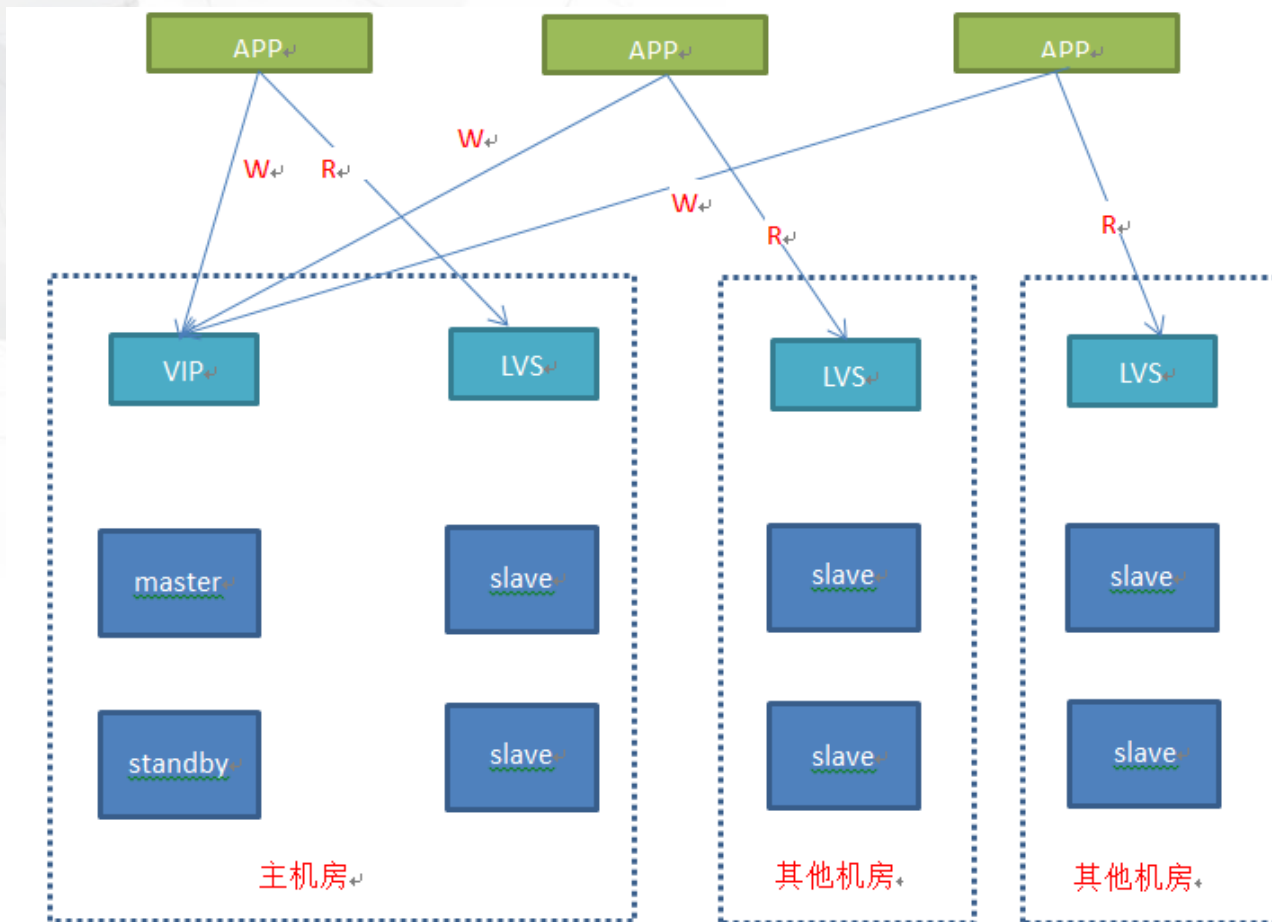 APP
APP
APP
W
W
R
W
R
R
VIP
LVS
LVS
LVS
master
slave
slave
slave
standby
slave
slave
slave
主机房
其他机房
其他机房